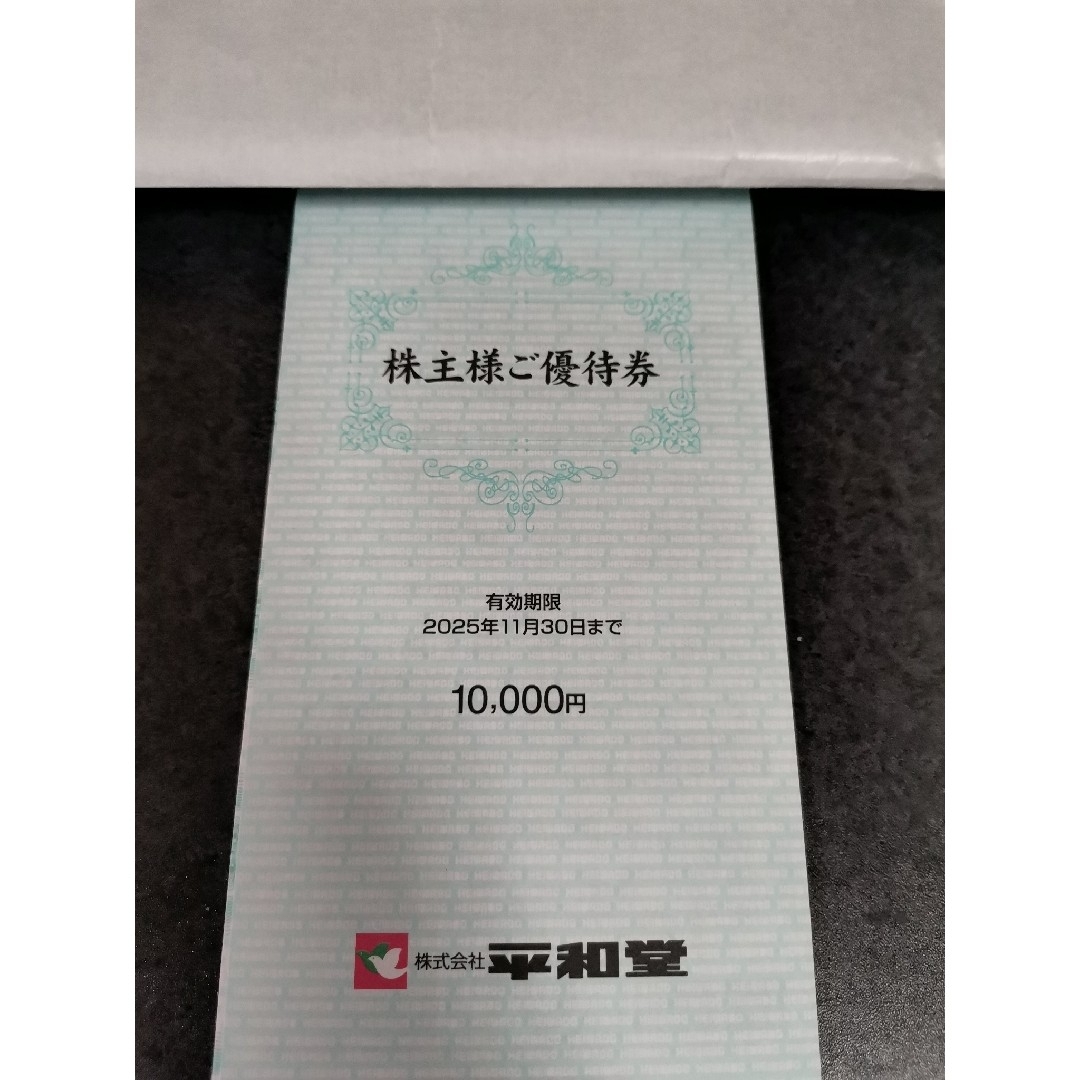 株主様ご優待券
有効期限
2025年11月30日まで
10,000円
株式会社 平和堂